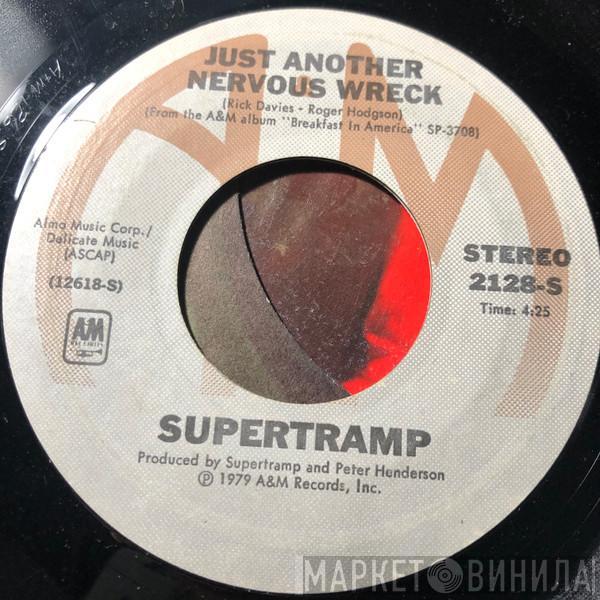 JUST ANOTHER
NERVOUS WRECK
(Rick Davies - Roger Hodgson)
(From the A&M album "Breakfast In America" SP-3708)
Almo Music Corp./
Delicate Music
(ASCAP)
(12618-S)
STEREO
2128-S
Time: 4:25
A&M
RECORDS
SUPERTRAMP
Produced by Supertramp and Peter Henderson
℗ 1979 A&M Records, Inc.
МАРКЕТ ВИНИЛА